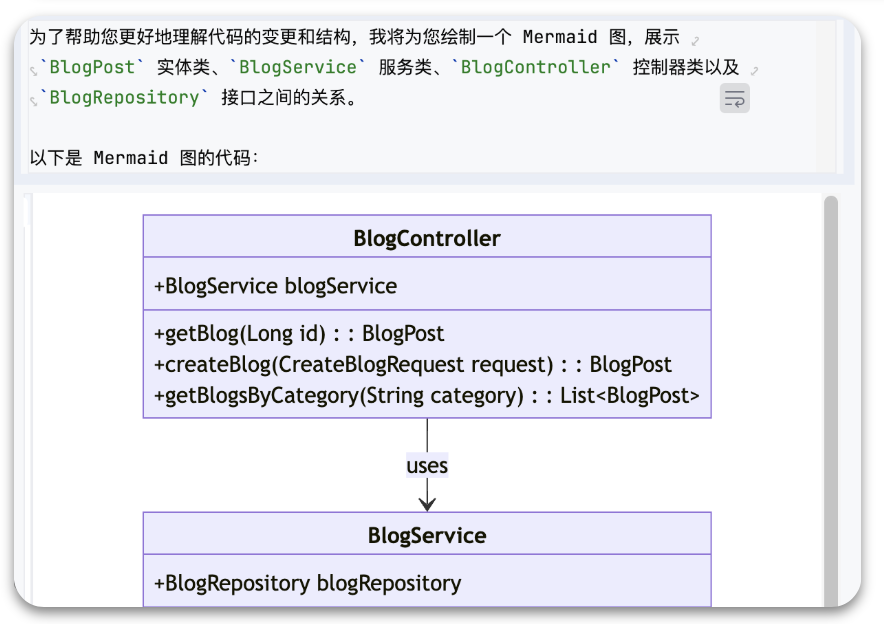 为了帮助您更好地理解代码的变更和结构，我将为您绘制一个 Mermaid 图，展示
`BlogPost` 实体类、`BlogService` 服务类、`BlogController` 控制器类以及
`BlogRepository` 接口之间的关系。
以下是 Mermaid 图的代码：
BlogController
+BlogService blogService
+getBlog(Long id) : : BlogPost
+createBlog(CreateBlogRequest request) : : BlogPost
+getBlogsByCategory(String category) : : List<BlogPost>
uses
BlogService
+BlogRepository blogRepository